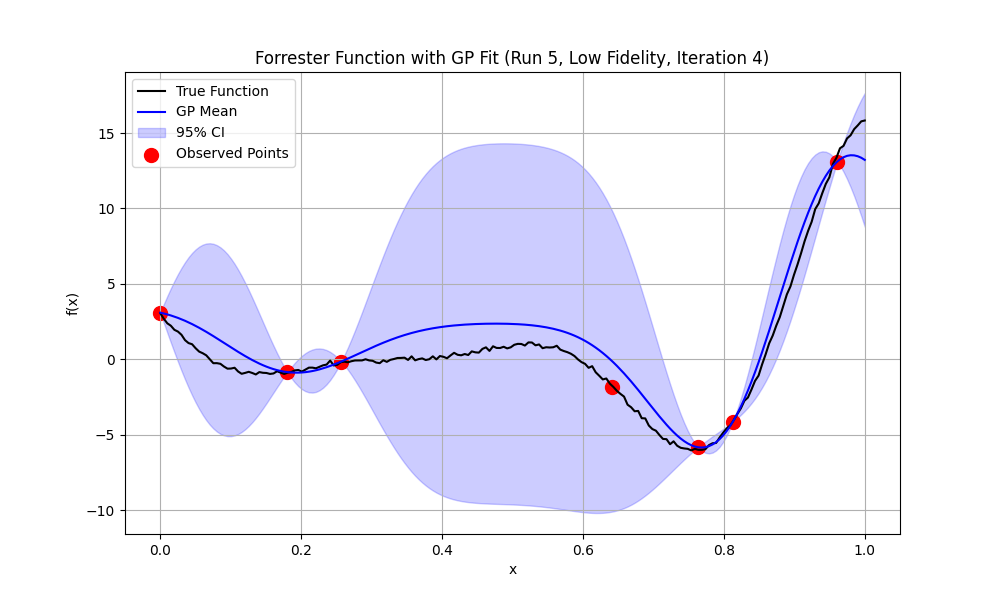 Forrester Function with GP Fit (Run 5, Low Fidelity, Iteration 4)
True Function
GP Mean
95% CI
Observed Points
f(x)
15
10
5
0
−5
−10
0.0 0.2 0.4 0.6 0.8 1.0
x